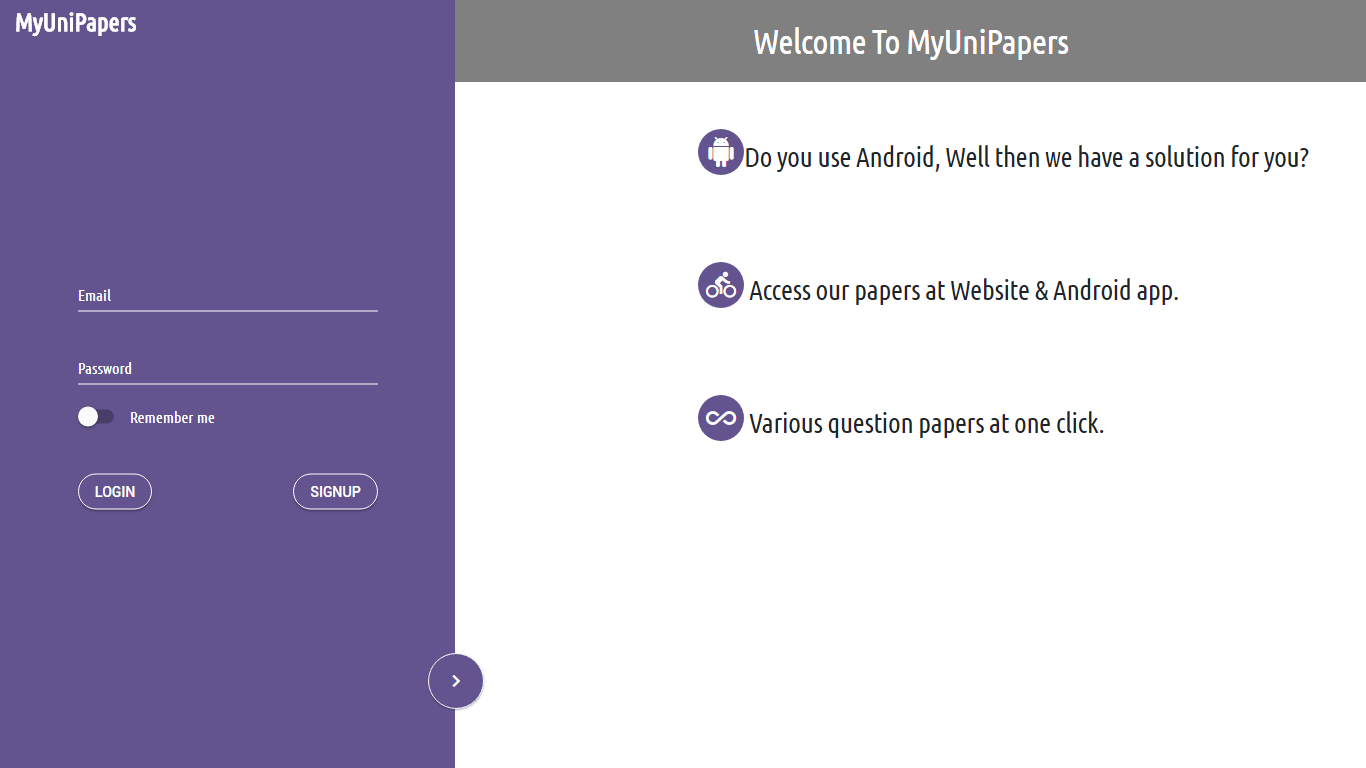 MyUniPapers
Welcome To MyUniPapers
Do you use Android, Well then we have a solution for you?
Access our papers at Website & Android app.
Various question papers at one click.
Email
Password
Remember me
LOGIN
SIGNUP